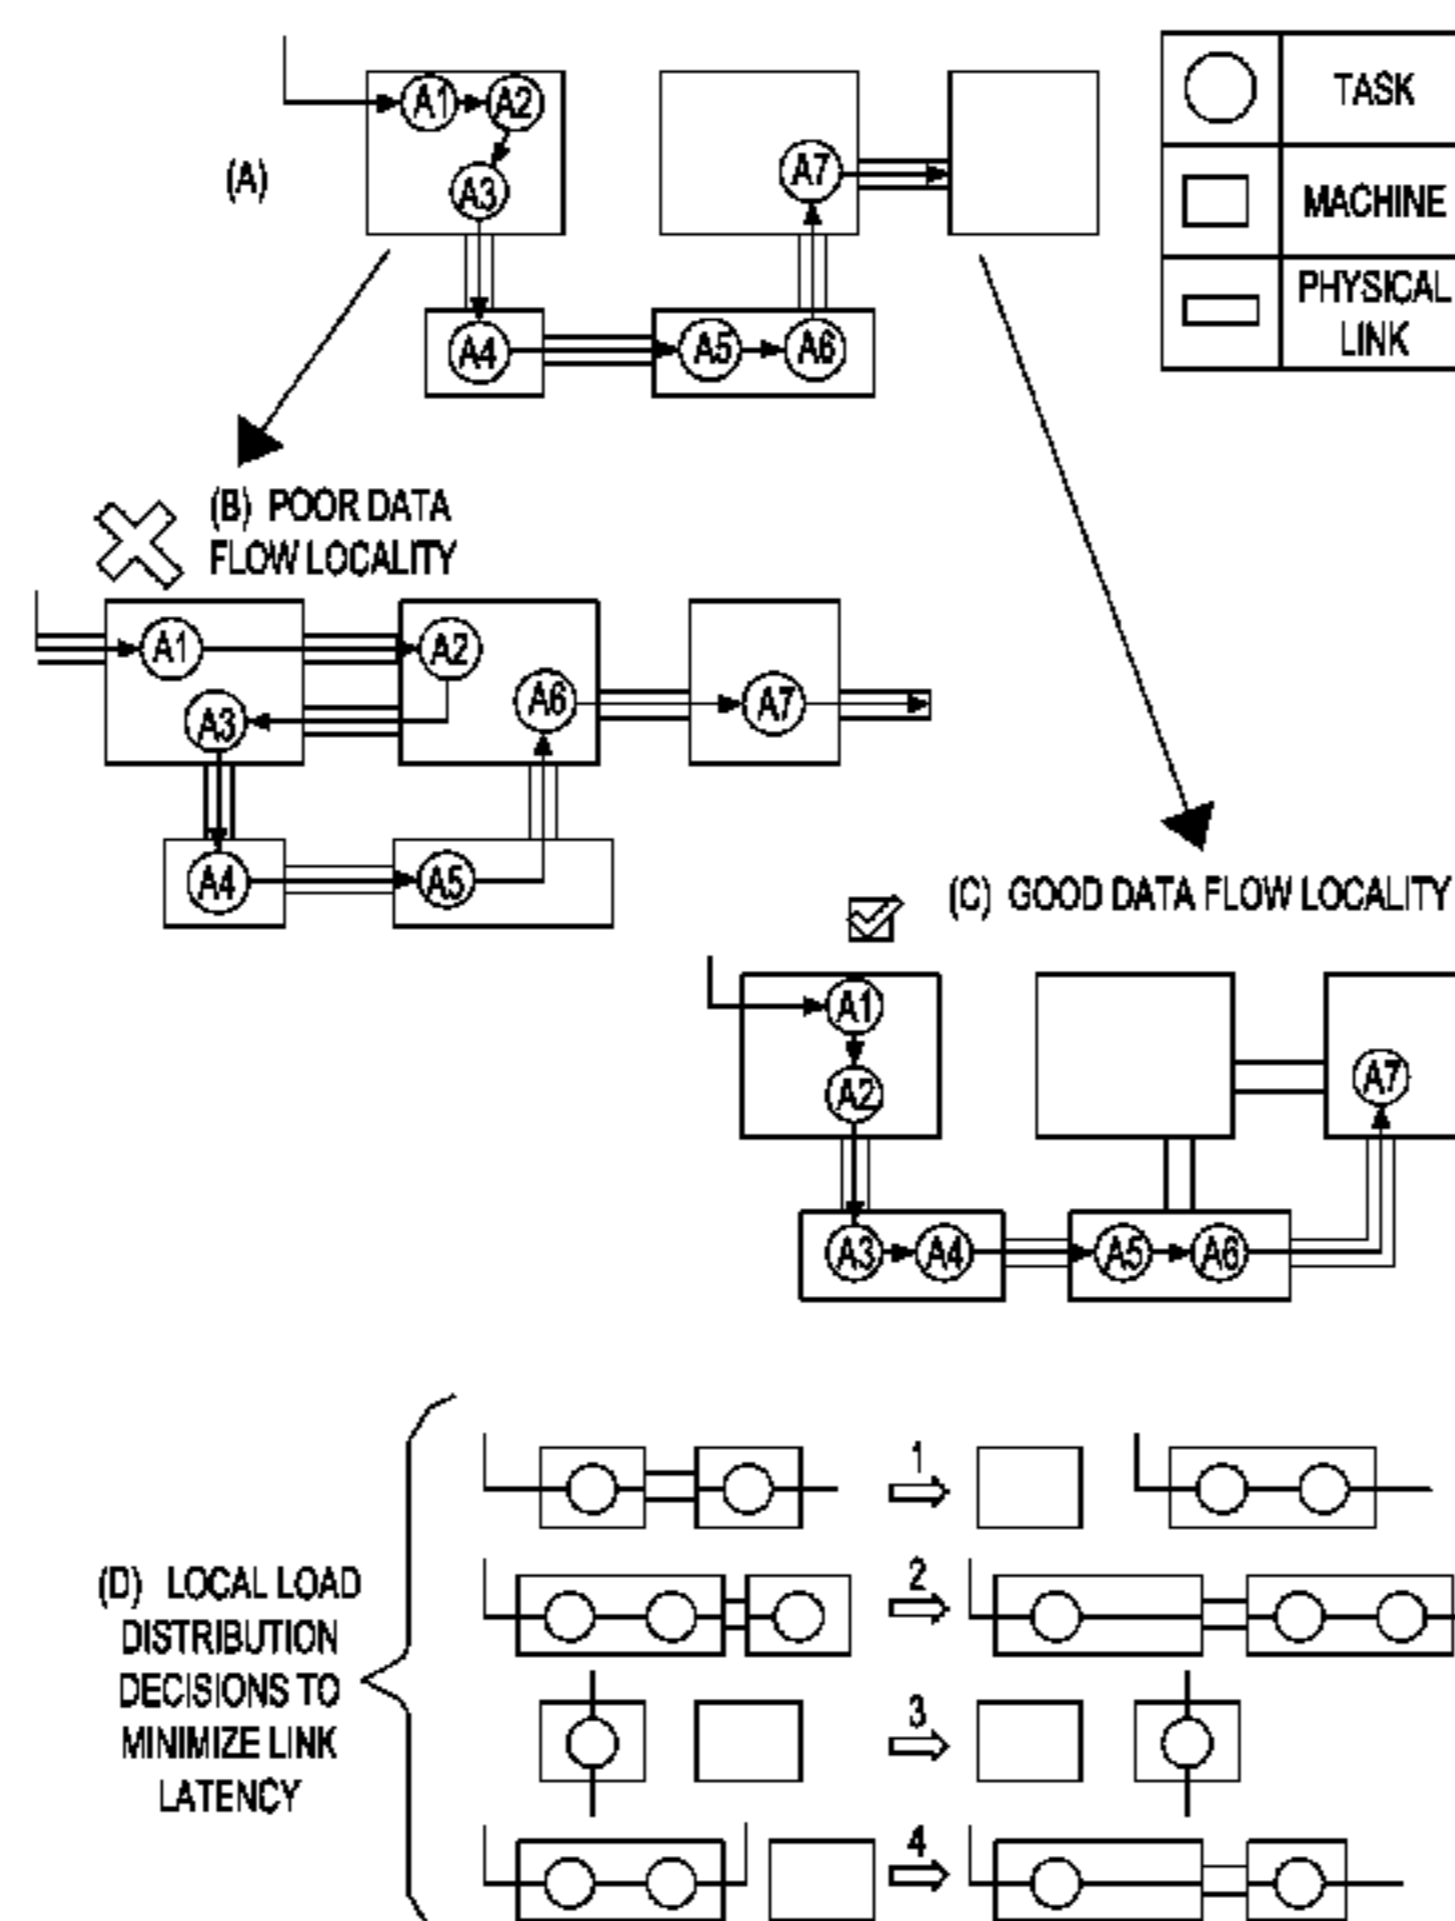 A1
A2
TASK
(A)
A3
A7
MACHINE
PHYSICAL
LINK
A4
A5
A6
(B) POOR DATA
FLOW LOCALITY
A1
A2
A3
A6
A7
A4
A5
(C) GOOD DATA FLOW LOCALITY
A1
A2
A7
A3
A4
A5
A6
1
(D) LOCAL LOAD
DISTRIBUTION
DECISIONS TO
MINIMIZE LINK
LATENCY
2
3
4